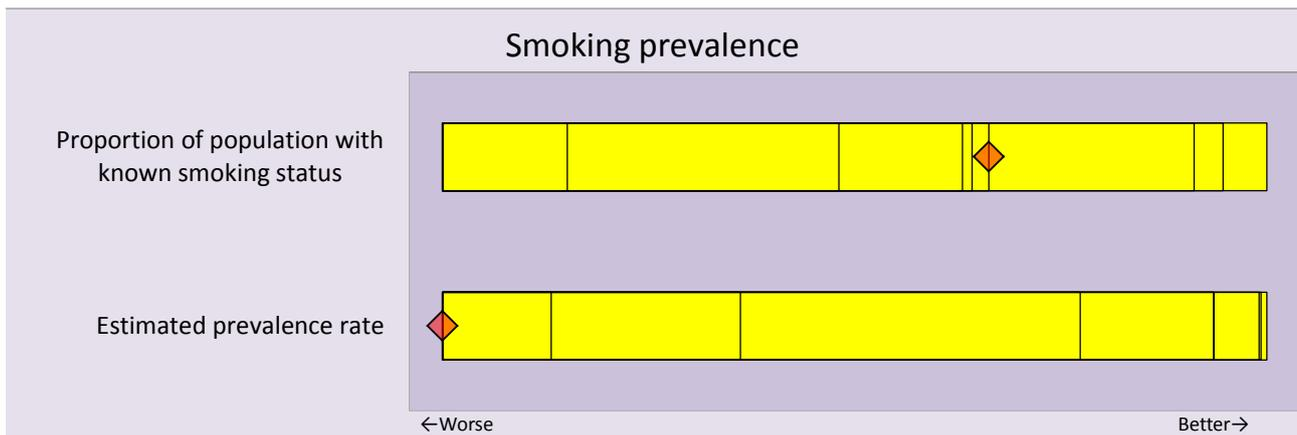 Smoking prevalence
Proportion of population with
known smoking status
Estimated prevalence rate
←Worse
Better→